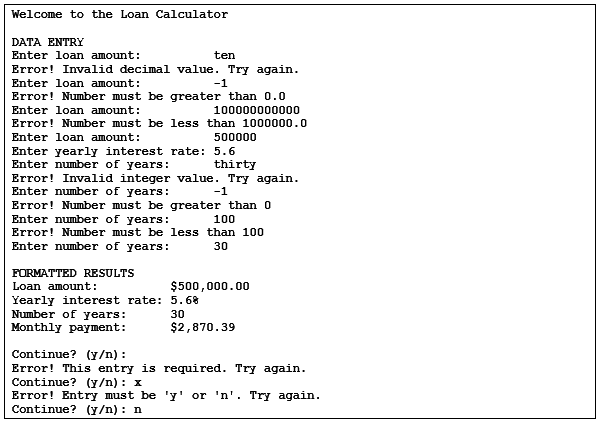 Welcome to the Loan Calculator

DATA ENTRY
Enter loan amount:          ten
Error! Invalid decimal value. Try again.
Enter loan amount:          -1
Error! Number must be greater than 0.0
Enter loan amount:          100000000000
Error! Number must be less than 1000000.0
Enter loan amount:          500000
Enter yearly interest rate: 5.6
Enter number of years:      thirty
Error! Invalid integer value. Try again.
Enter number of years:      -1
Error! Number must be greater than 0
Enter number of years:      100
Error! Number must be less than 100
Enter number of years:      30

FORMATTED RESULTS
Loan amount:          $500,000.00
Yearly interest rate: 5.6%
Number of years:      30
Monthly payment:      $2,870.39

Continue? (y/n):
Error! This entry is required. Try again.
Continue? (y/n): x
Error! Entry must be 'y' or 'n'. Try again.
Continue? (y/n): n